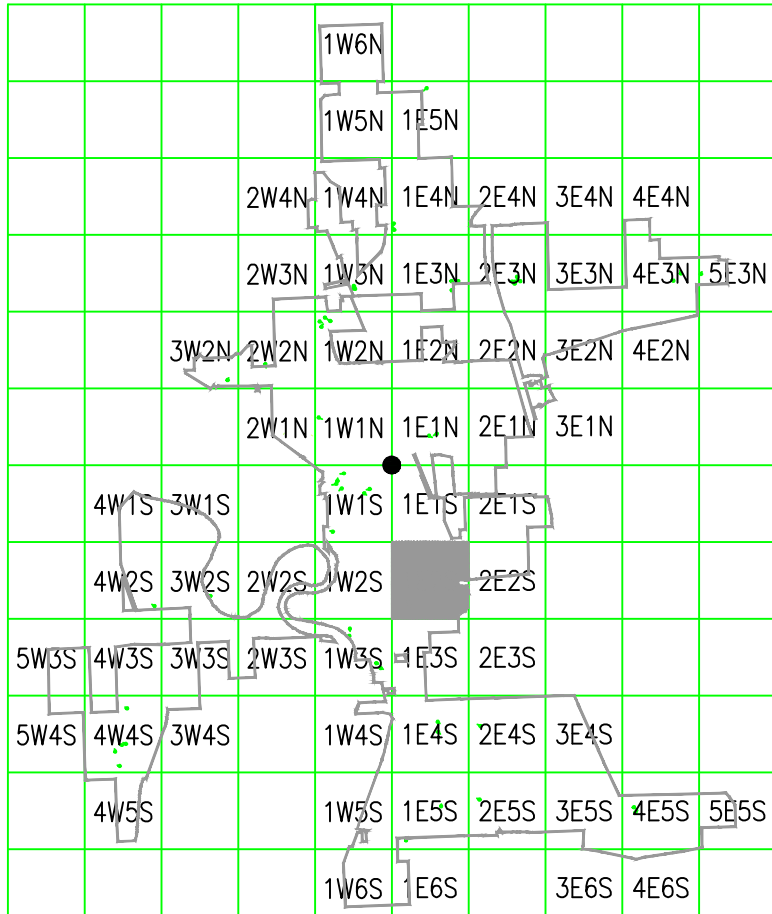 1W6N
1W5N 1E5N
2W4N 1W4N 1E4N 2E4N 3E4N 4E4N
2W3N 1W3N 1E3N 2E3N 3E3N 4E3N 5E3N
3W2N 2W2N 1W2N 1E2N 2E2N 3E2N 4E2N
2W1N 1W1N 1E1N 2E1N 3E1N
4W1S 3W1S 1W1S 1E1S 2E1S
4W2S 3W2S 2W2S 1W2S 2E2S
5W3S 4W3S 3W3S 2W3S 1W3S 1E3S 2E3S
5W4S 4W4S 3W4S 1W4S 1E4S 2E4S 3E4S
4W5S 1W5S 1E5S 2E5S 3E5S 4E5S 5E5S
1W6S 1E6S 3E6S 4E6S